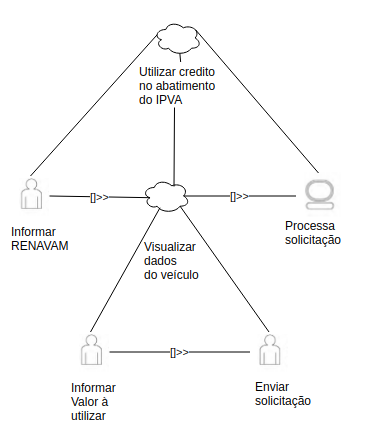 Utilizar credito
no abatimento
do IPVA
[]>>
[]>>
Informar
RENAVAM
Processa
solicitação
Visualizar
dados
do veículo
[]>>
Informar
Valor à
utilizar
Enviar
solicitação